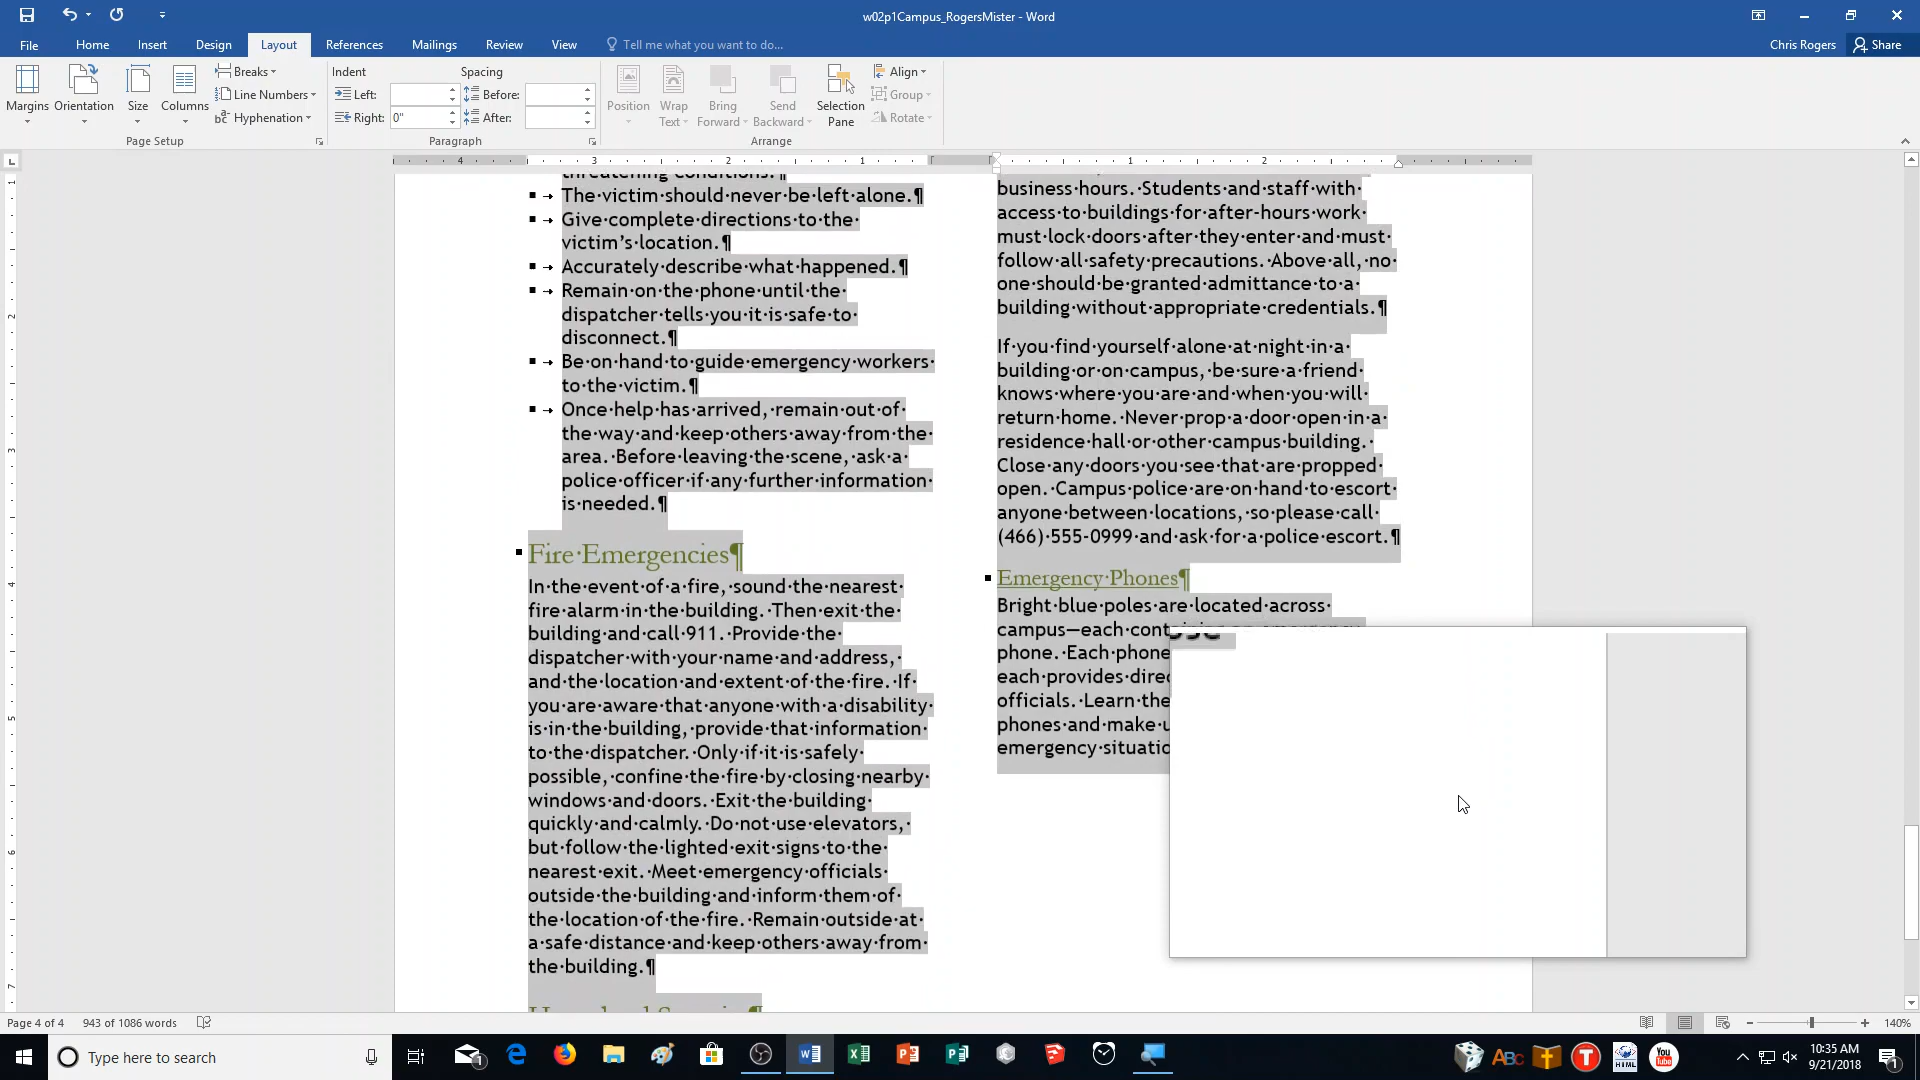 w02p1Campus_RogersMister - Word
File Home Insert Design Layout References Mailings Review View Tell me what you want to do... Chris Rogers Share
Margins
Orientation
Size
Columns
Breaks
Line Numbers
Hyphenation
Page Setup
Indent
Left:
Right: 0"
Spacing
Before:
After:
Paragraph
Position
Wrap Text
Bring Forward
Send Backward
Selection Pane
Align
Group
Rotate
Arrange
4 3 2 1 1 2
threatening conditions.¶
The victim should never be left alone.¶
Give complete directions to the
victim's location.¶
Accurately describe what happened.¶
Remain on the phone until the
dispatcher tells you it is safe to
disconnect.¶
Be on hand to guide emergency workers
to the victim.¶
Once help has arrived, remain out of
the way and keep others away from the
area. Before leaving the scene, ask a
police officer if any further information
is needed.¶
Fire Emergencies¶
In the event of a fire, sound the nearest
fire alarm in the building. Then exit the
building and call 911. Provide the
dispatcher with your name and address,
and the location and extent of the fire. If
you are aware that anyone with a disability
is in the building, provide that information
to the dispatcher. Only if it is safely
possible, confine the fire by closing nearby
windows and doors. Exit the building
quickly and calmly. Do not use elevators,
but follow the lighted exit signs to the
nearest exit. Meet emergency officials
outside the building and inform them of
the location of the fire. Remain outside at
a safe distance and keep others away from
the building.¶
business hours. Students and staff with
access to buildings for after-hours work
must lock doors after they enter and must
follow all safety precautions. Above all, no
one should be granted admittance to a
building without appropriate credentials.¶
If you find yourself alone at night in a
building or on campus, be sure a friend
knows where you are and when you will
return home. Never prop a door open in a
residence hall or other campus building.
Close any doors you see that are propped
open. Campus police are on hand to escort
anyone between locations, so please call
(466) 555-0999 and ask for a police escort.¶
Emergency Phones¶
Bright blue poles are located across
campus—each containing an emergency
phone. Each phone
each provides direc
officials. Learn the
phones and make u
emergency situatio
Page 4 of 4 943 of 1086 words 140%
Type here to search
10:35 AM
9/21/2018